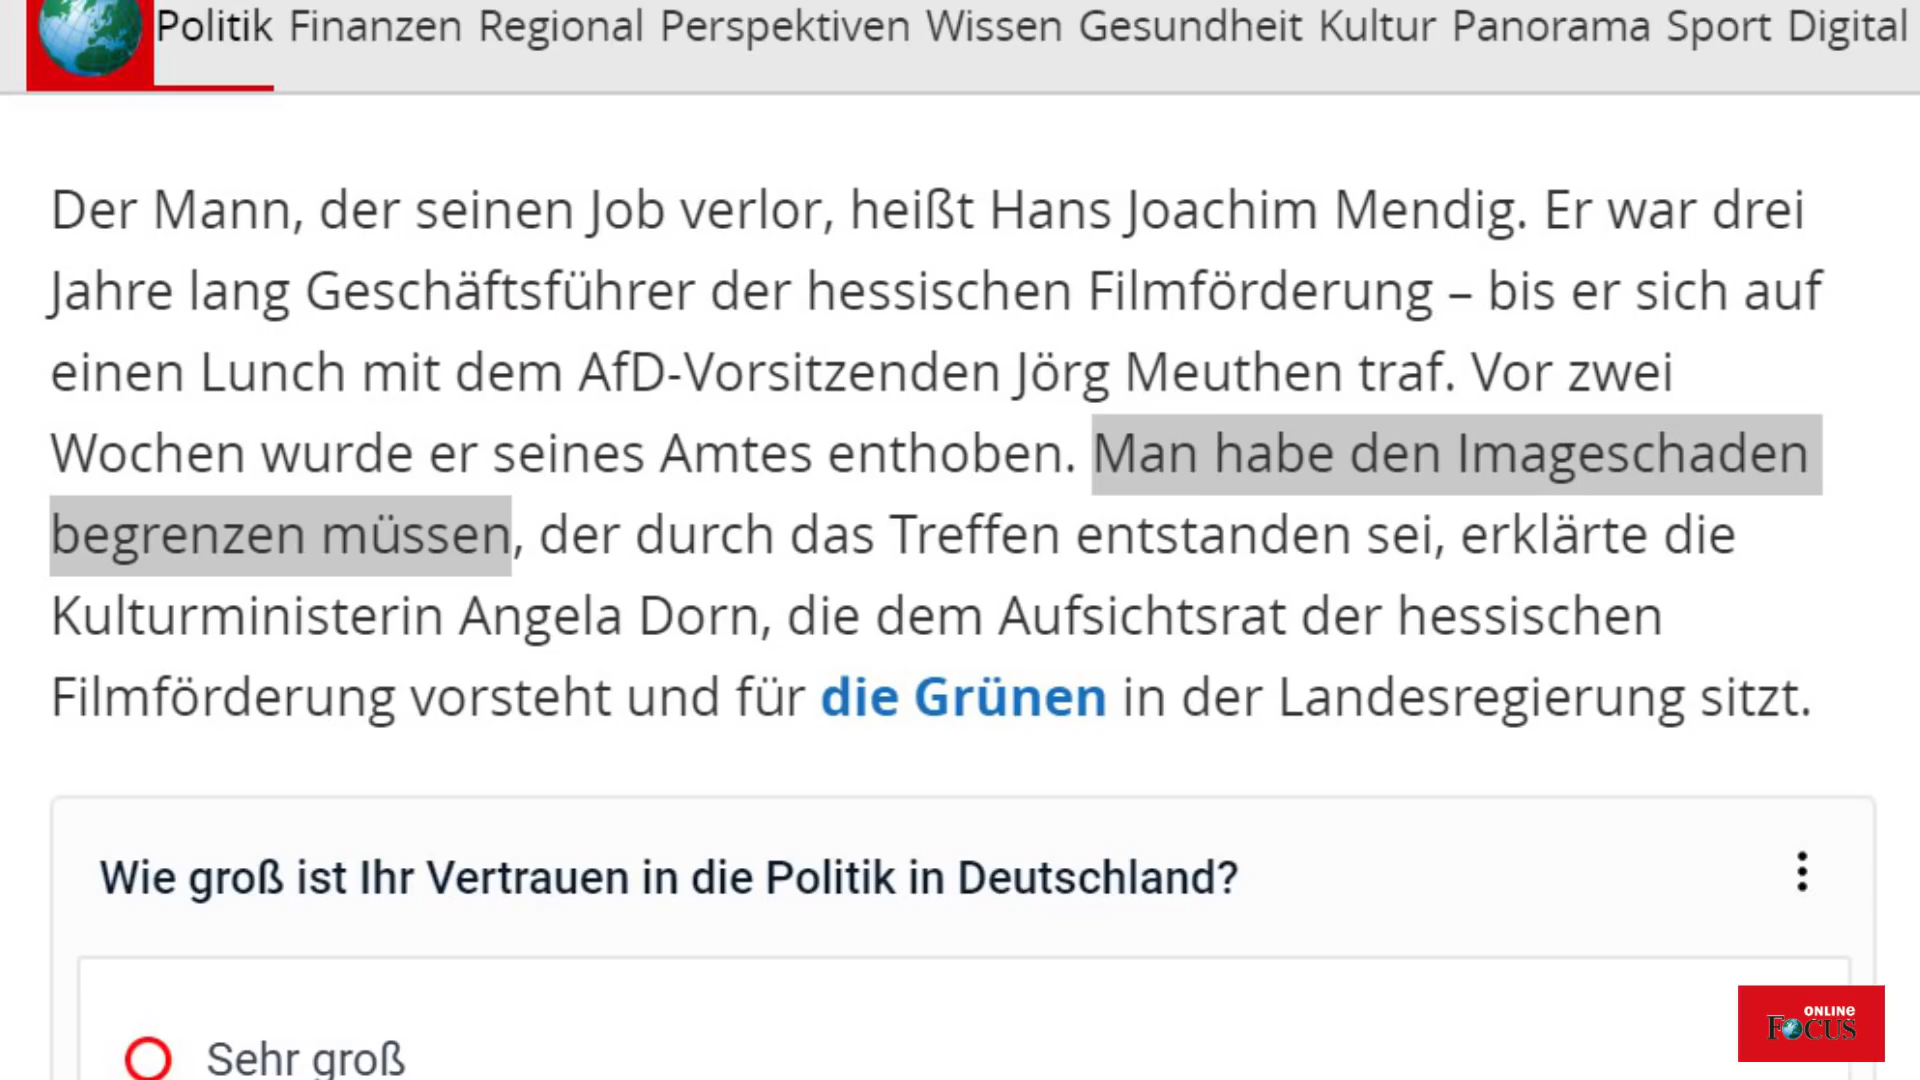 Politik Finanzen Regional Perspektiven Wissen Gesundheit Kultur Panorama Sport Digital
Der Mann, der seinen Job verlor, heißt Hans Joachim Mendig. Er war drei
Jahre lang Geschäftsführer der hessischen Filmförderung – bis er sich auf
einen Lunch mit dem AfD-Vorsitzenden Jörg Meuthen traf. Vor zwei
Wochen wurde er seines Amtes enthoben. Man habe den Imageschaden
begrenzen müssen, der durch das Treffen entstanden sei, erklärte die
Kulturministerin Angela Dorn, die dem Aufsichtsrat der hessischen
Filmförderung vorsteht und für die Grünen in der Landesregierung sitzt.
Wie groß ist Ihr Vertrauen in die Politik in Deutschland?
Sehr groß
ONLINE
FOCUS